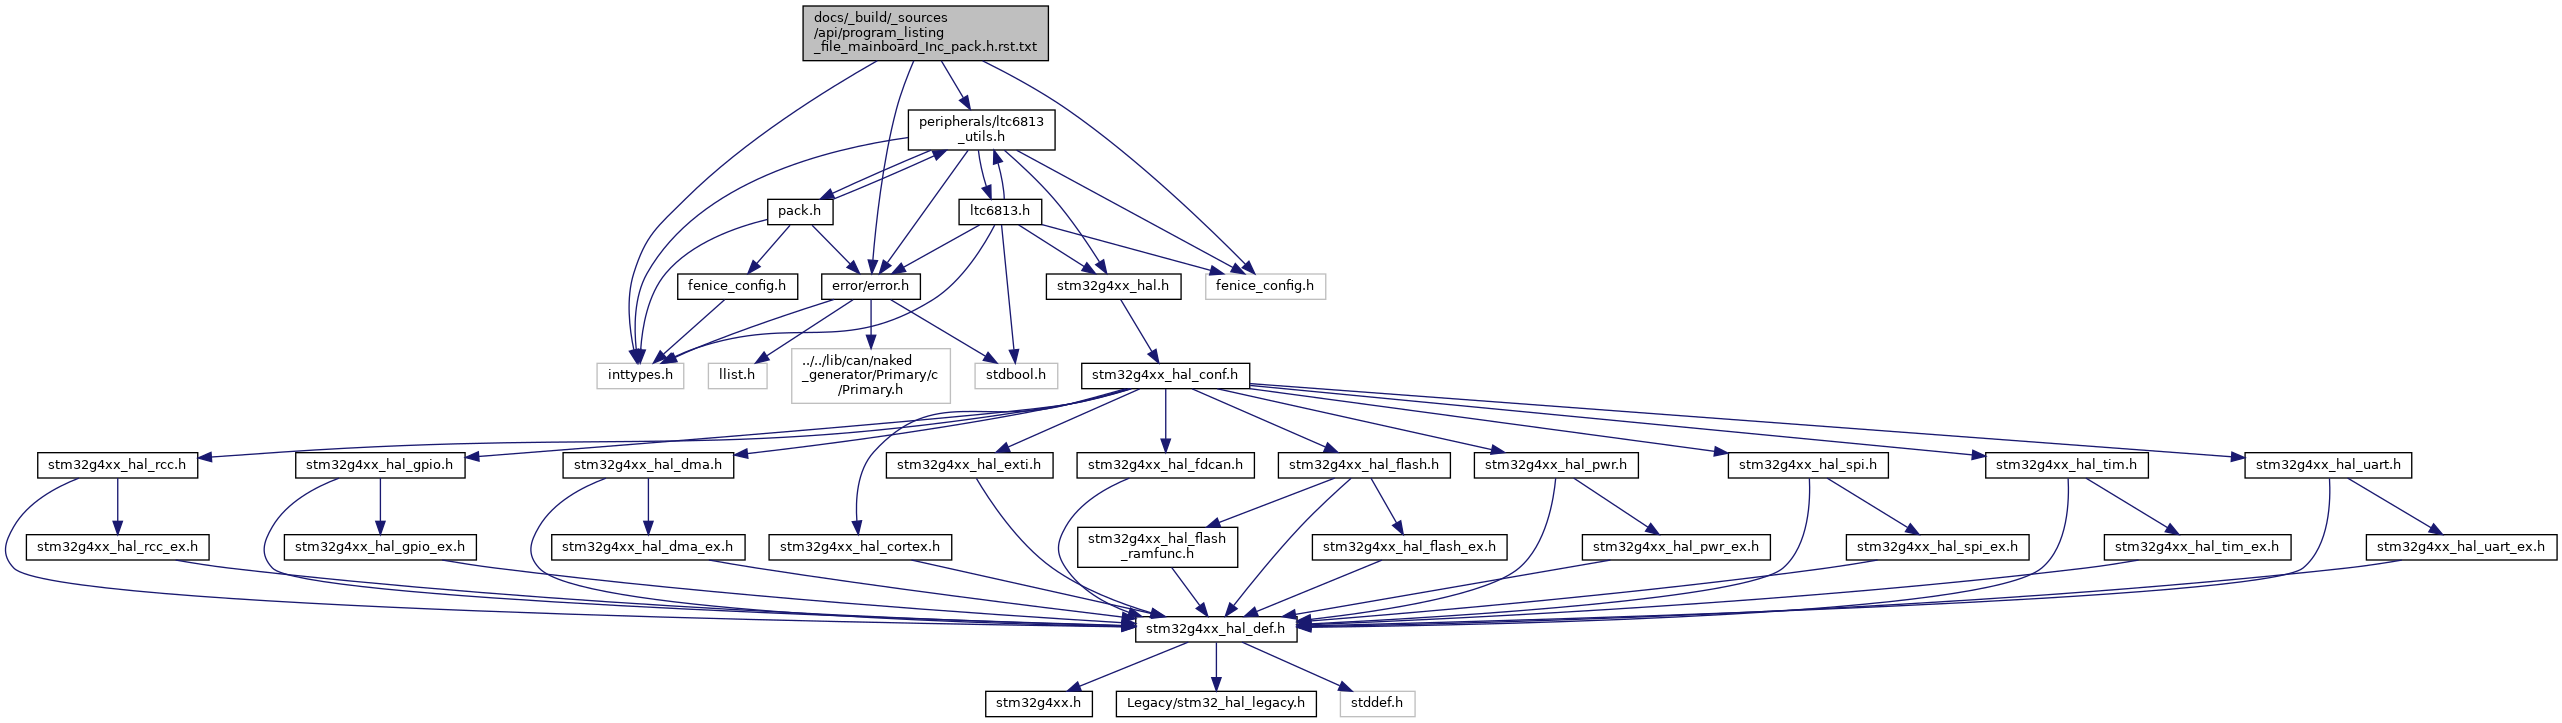 docs/_build/_sources
/api/program_listing
_file_mainboard_Inc_pack.h.rst.txt
peripherals/ltc6813
_utils.h
pack.h
ltc6813.h
fenice_config.h
error/error.h
stm32g4xx_hal.h
fenice_config.h
inttypes.h
llist.h
../../lib/can/naked
_generator/Primary/c
/Primary.h
stdbool.h
stm32g4xx_hal_conf.h
stm32g4xx_hal_rcc.h
stm32g4xx_hal_gpio.h
stm32g4xx_hal_dma.h
stm32g4xx_hal_exti.h
stm32g4xx_hal_fdcan.h
stm32g4xx_hal_flash.h
stm32g4xx_hal_pwr.h
stm32g4xx_hal_spi.h
stm32g4xx_hal_tim.h
stm32g4xx_hal_uart.h
stm32g4xx_hal_rcc_ex.h
stm32g4xx_hal_gpio_ex.h
stm32g4xx_hal_dma_ex.h
stm32g4xx_hal_cortex.h
stm32g4xx_hal_flash
_ramfunc.h
stm32g4xx_hal_flash_ex.h
stm32g4xx_hal_pwr_ex.h
stm32g4xx_hal_spi_ex.h
stm32g4xx_hal_tim_ex.h
stm32g4xx_hal_uart_ex.h
stm32g4xx_hal_def.h
stm32g4xx.h
Legacy/stm32_hal_legacy.h
stddef.h